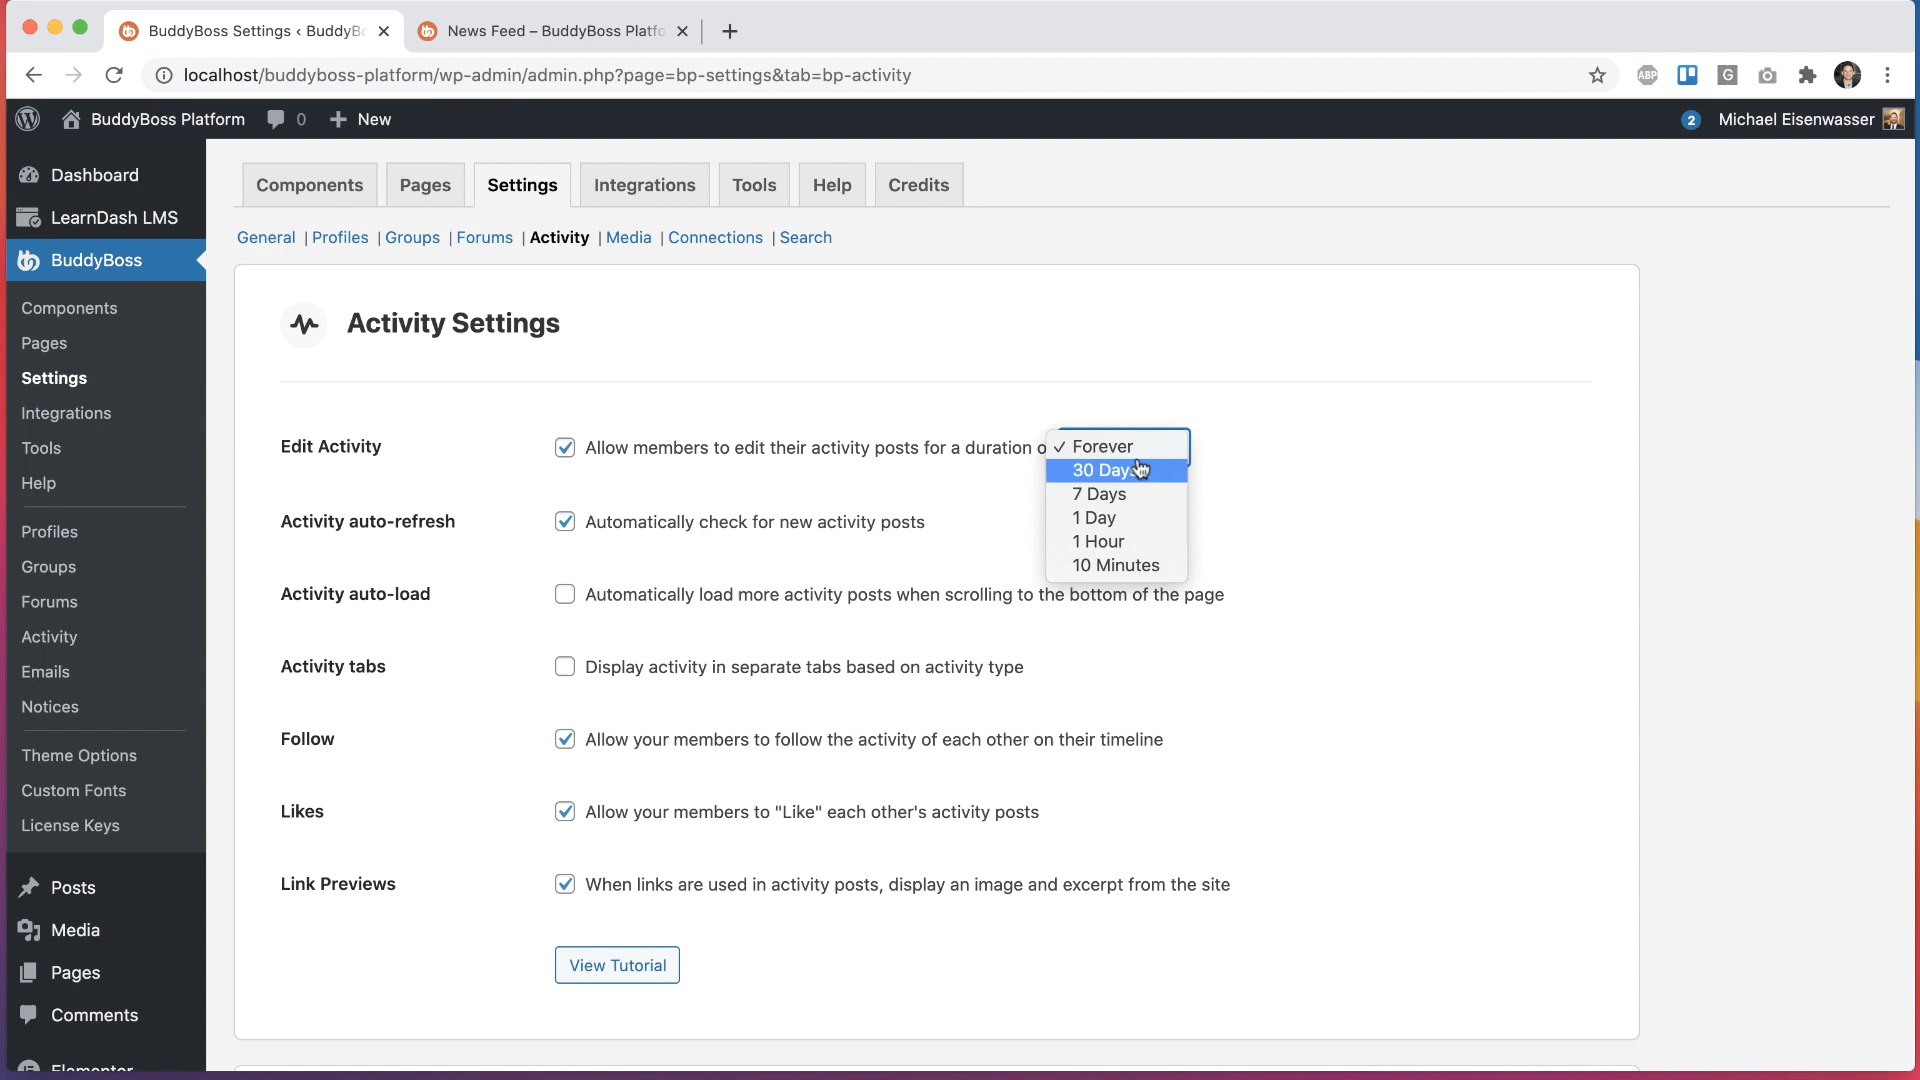 BuddyBoss Settings ‹ BuddyBo
News Feed – BuddyBoss Platfo
localhost/buddyboss-platform/wp-admin/admin.php?page=bp-settings&tab=bp-activity
ABP
G
BuddyBoss Platform
0
New
2
Michael Eisenwasser
Dashboard
LearnDash LMS
BuddyBoss
Components
Pages
Settings
Integrations
Tools
Help
Profiles
Groups
Forums
Activity
Emails
Notices
Theme Options
Custom Fonts
License Keys
Posts
Media
Pages
Comments
Elementor
Components
Pages
Settings
Integrations
Tools
Help
Credits
General | Profiles | Groups | Forums | Activity | Media | Connections | Search
Activity Settings
Edit Activity
Allow members to edit their activity posts for a duration o
✓ Forever
30 Days
7 Days
1 Day
1 Hour
10 Minutes
Activity auto-refresh
Automatically check for new activity posts
Activity auto-load
Automatically load more activity posts when scrolling to the bottom of the page
Activity tabs
Display activity in separate tabs based on activity type
Follow
Allow your members to follow the activity of each other on their timeline
Likes
Allow your members to "Like" each other's activity posts
Link Previews
When links are used in activity posts, display an image and excerpt from the site
View Tutorial